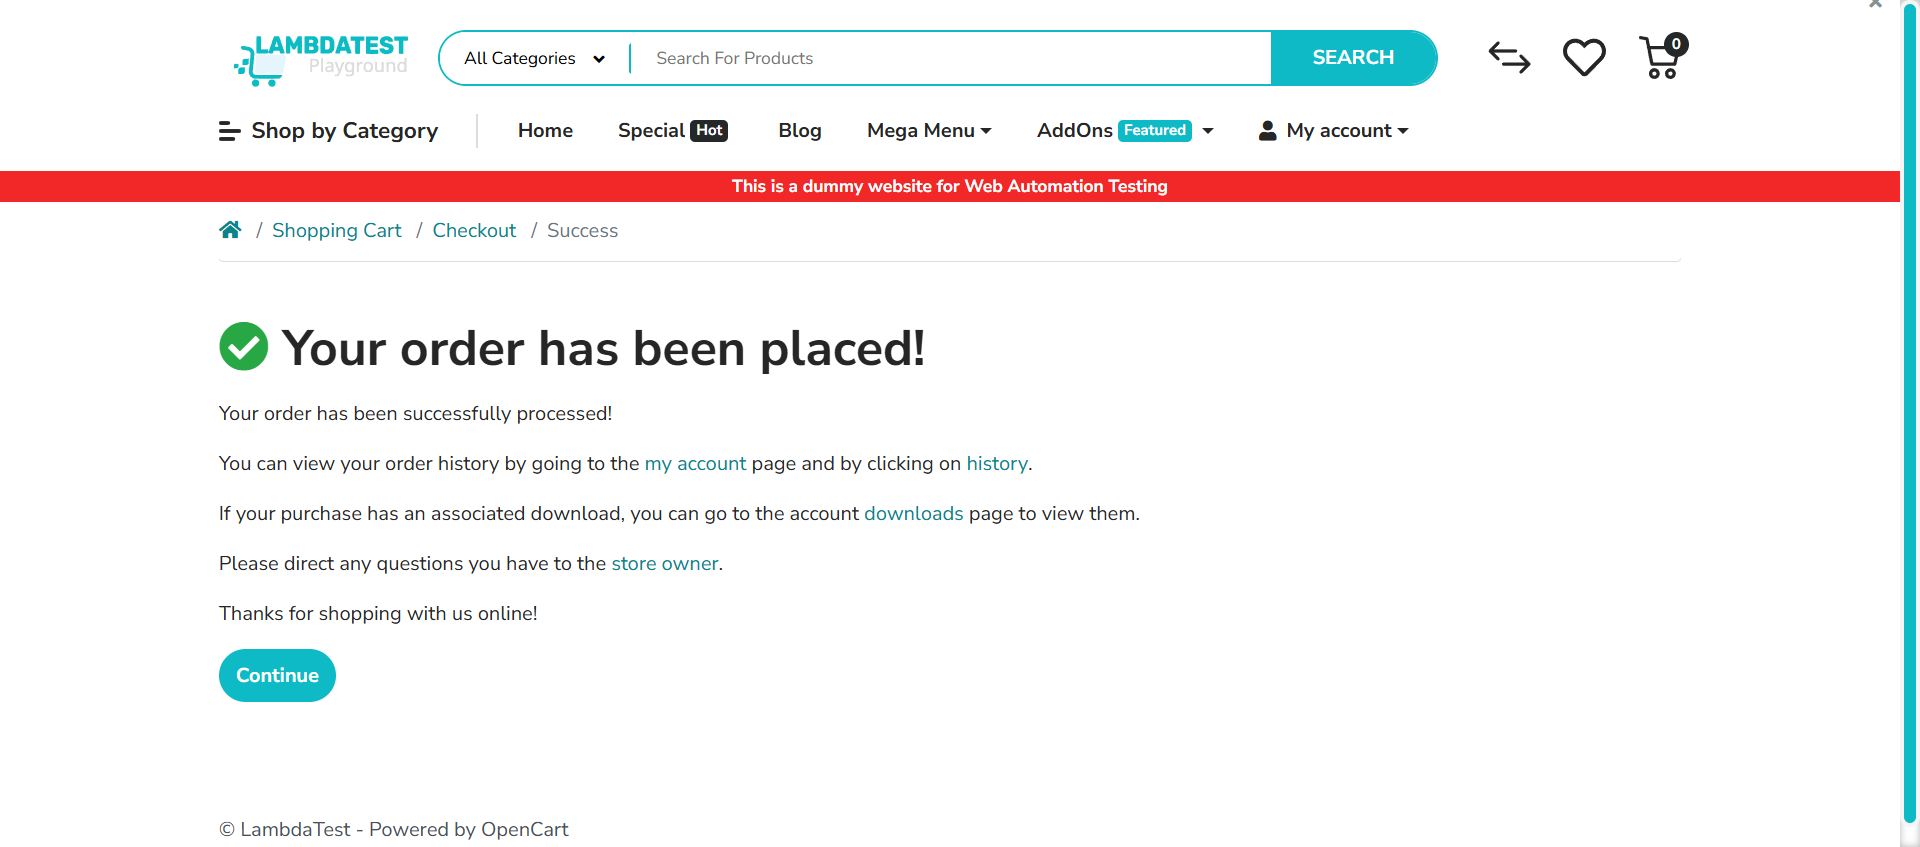 LAMBDATEST
Playground
All Categories
Search For Products
SEARCH
0
Shop by Category
Home
Special Hot
Blog
Mega Menu
AddOns Featured
My account
This is a dummy website for Web Automation Testing
/ Shopping Cart / Checkout / Success
Your order has been placed!
Your order has been successfully processed!
You can view your order history by going to the my account page and by clicking on history.
If your purchase has an associated download, you can go to the account downloads page to view them.
Please direct any questions you have to the store owner.
Thanks for shopping with us online!
Continue
© LambdaTest - Powered by OpenCart